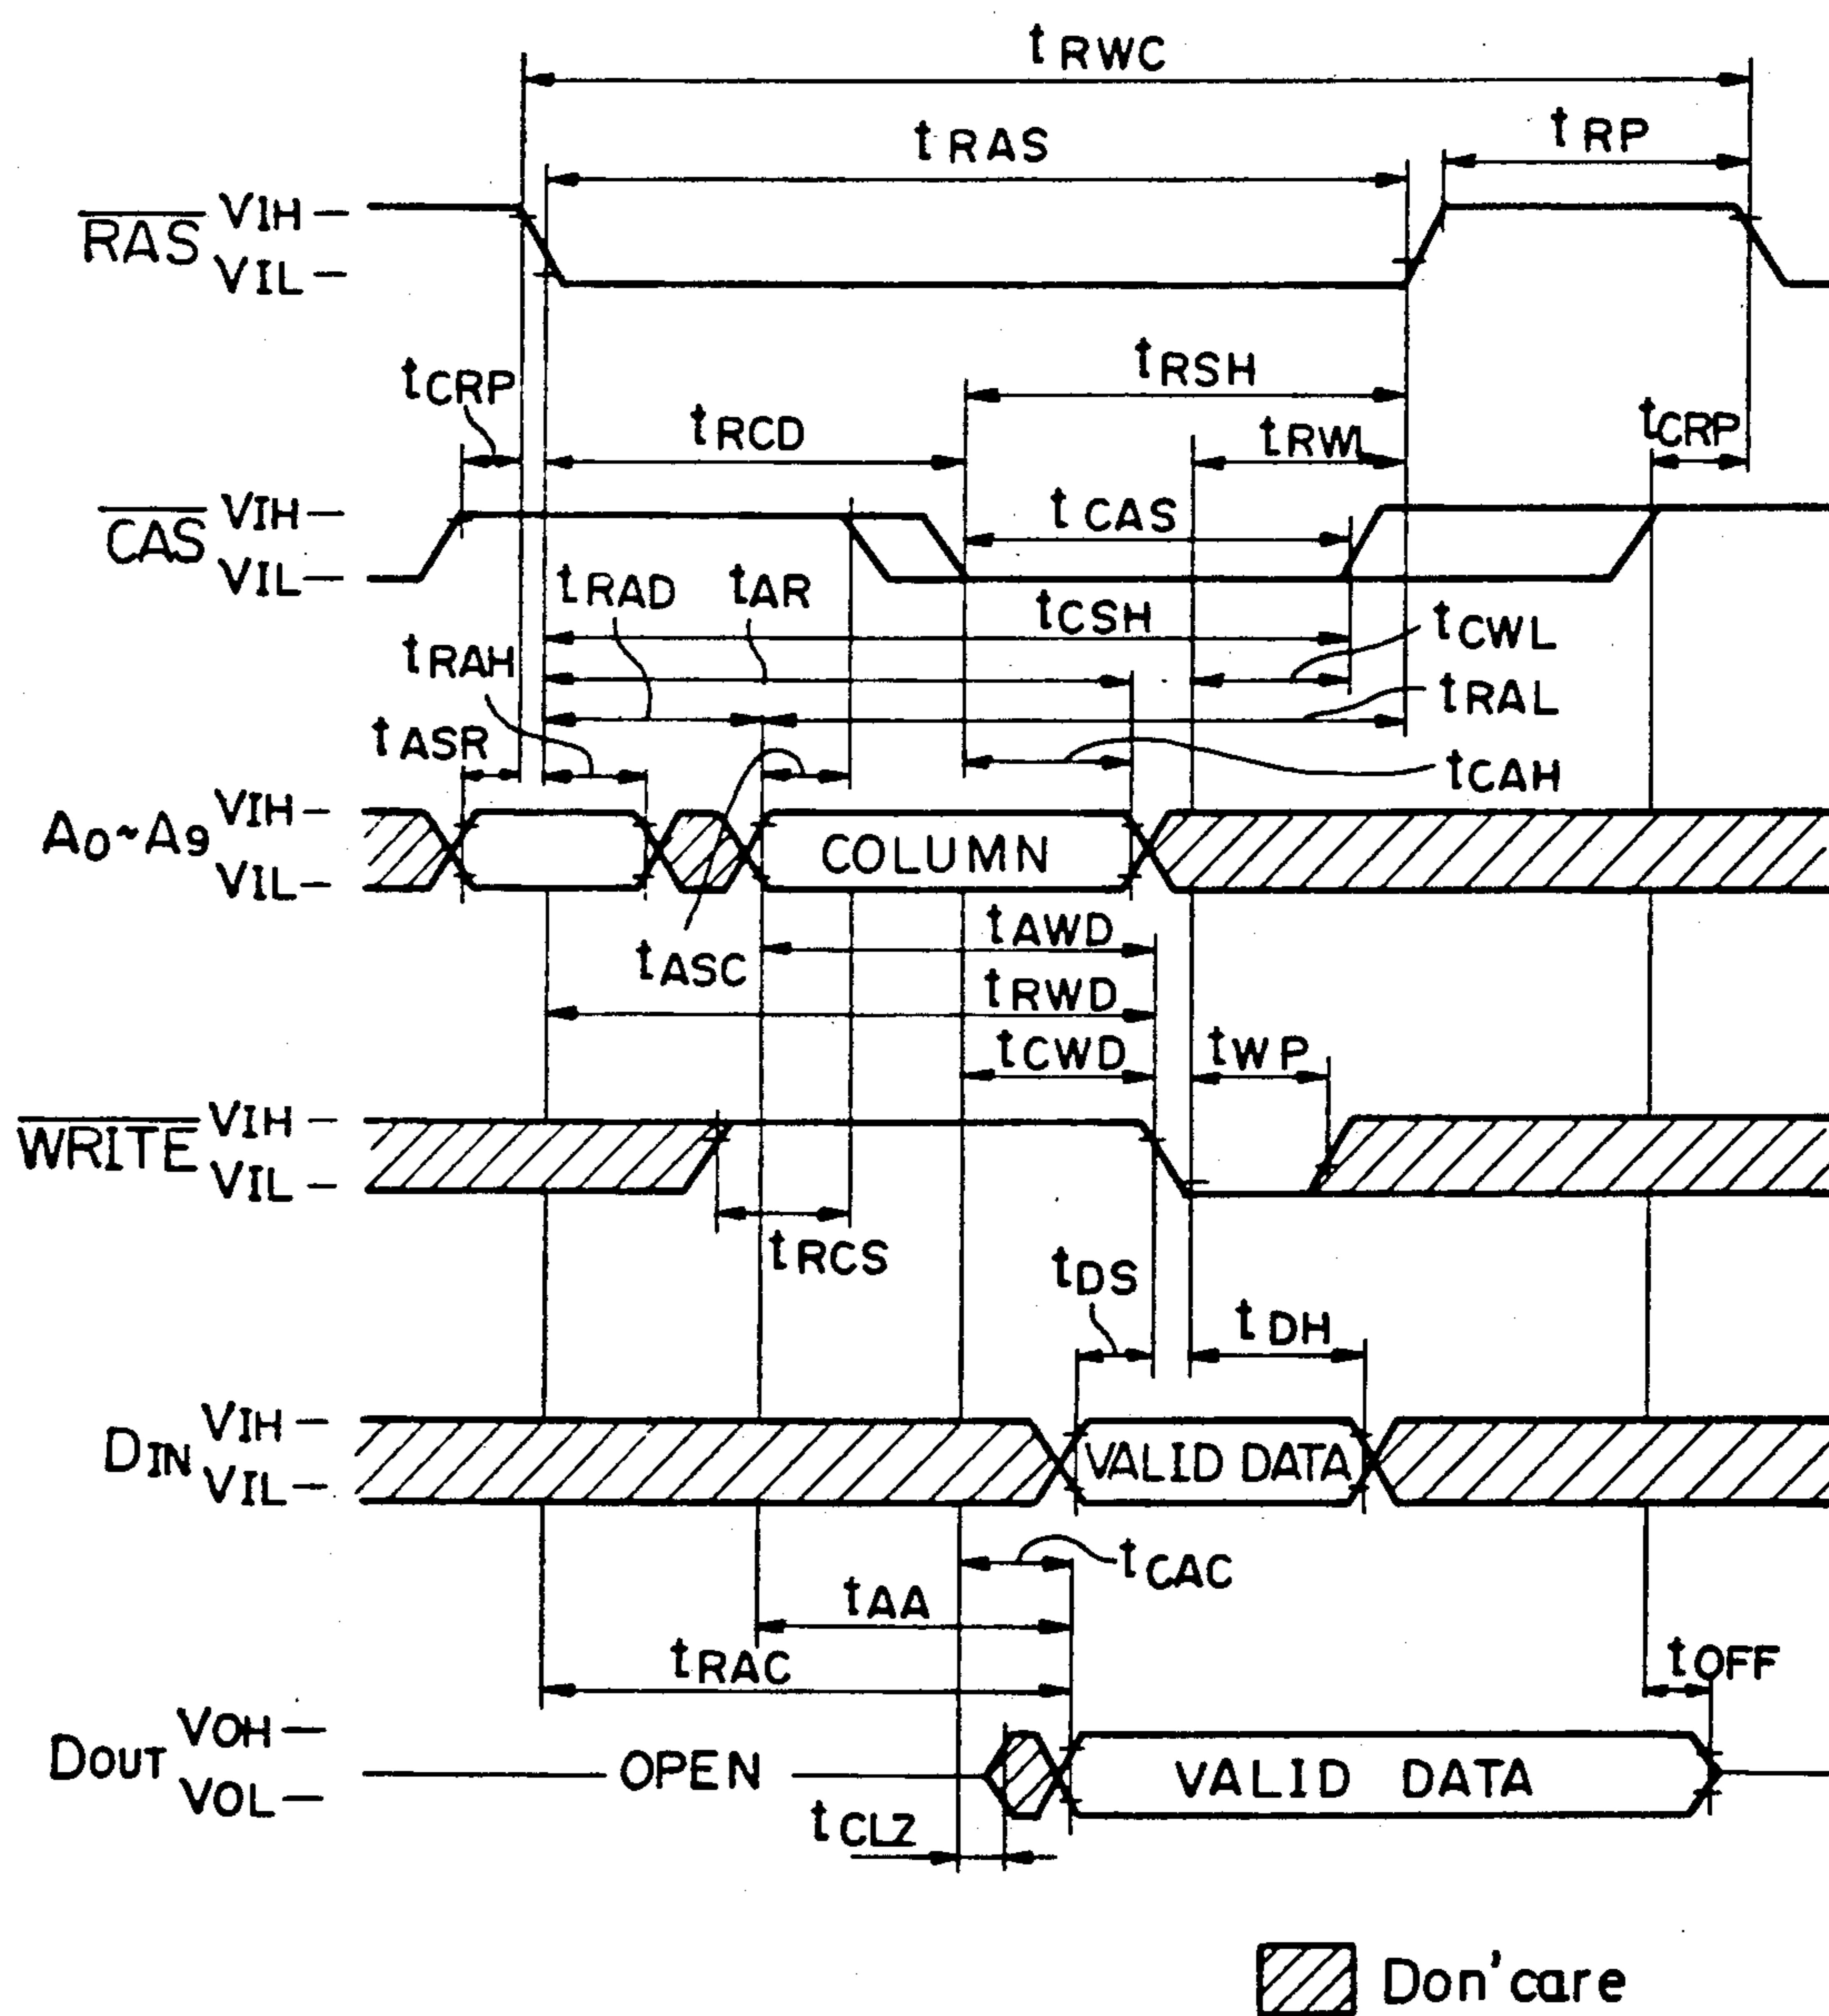 tRWC
tRAS
tRP
RAS VIH
VIL
tCRP
tRCD
tRSH
tRWL
tCRP
CAS VIH
VIL
tCAS
tRAD
tAR
tCSH
tCWL
tRAH
tRAL
tASR
tCAH
A0~A9 VIH
VIL
COLUMN
tASC
tAWD
tRWD
tCWD
tWP
WRITE VIH
VIL
tRCS
tDS
tDH
DIN VIH
VIL
VALID DATA
tCAC
tAA
tRAC
tOFF
DOUT VOH
VOL
OPEN
VALID DATA
tCLZ
Don'care